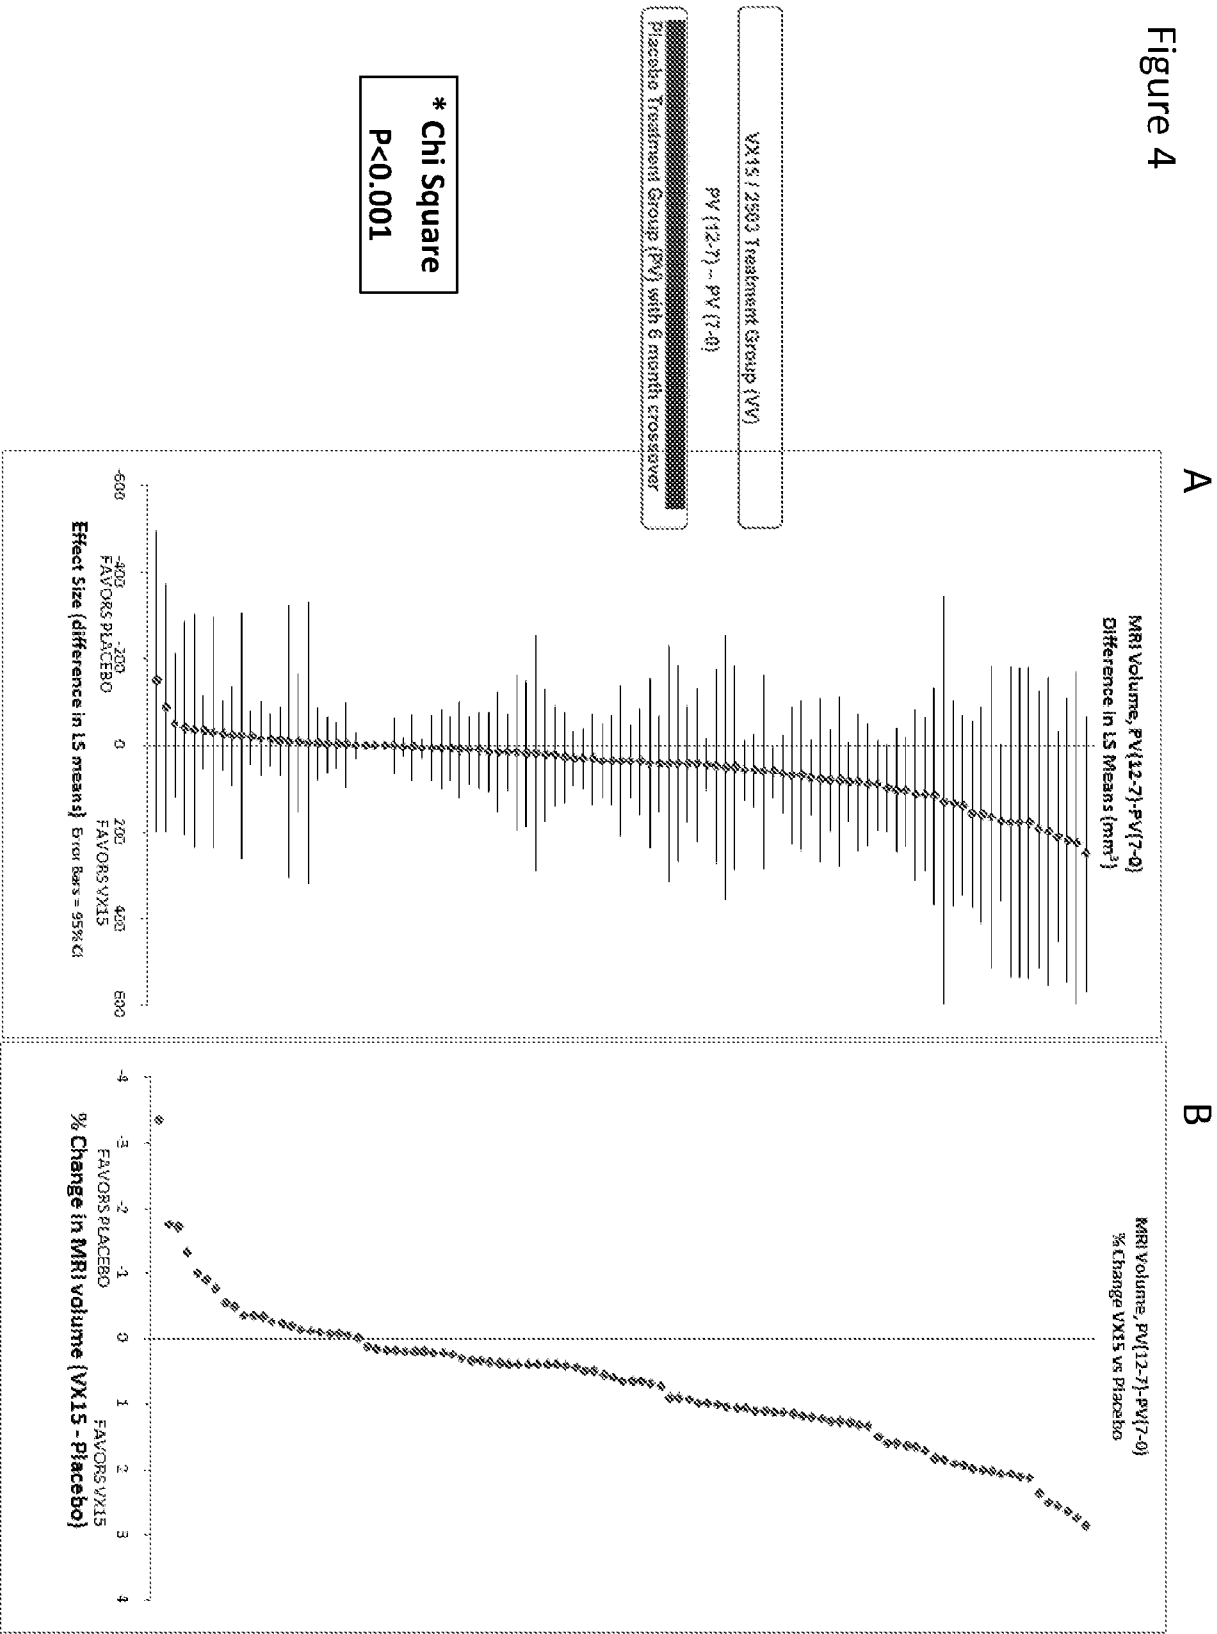 Figure 4
VX15 / 2503 Treatment Group (VV)
PV (12-7) – PV (7-0)
Placebo Treatment Group (PV) with 6 month crossover
* Chi Square
P<0.001
A
MRI Volume, PV(12-7)-PV(7-0)
Difference in LS Means (mm³)
-600 -400 -200 0 200 400 600
FAVORS PLACEBO FAVORS VX15
Effect Size (difference in LS means) Error Bars = 95% CI
B
MRI Volume, PV(12-7)-PV(7-0)
% Change VX15 vs Placebo
-4 -3 -2 -1 0 1 2 3 4
FAVORS PLACEBO FAVORS VX15
% Change in MRI volume (VX15 - Placebo)